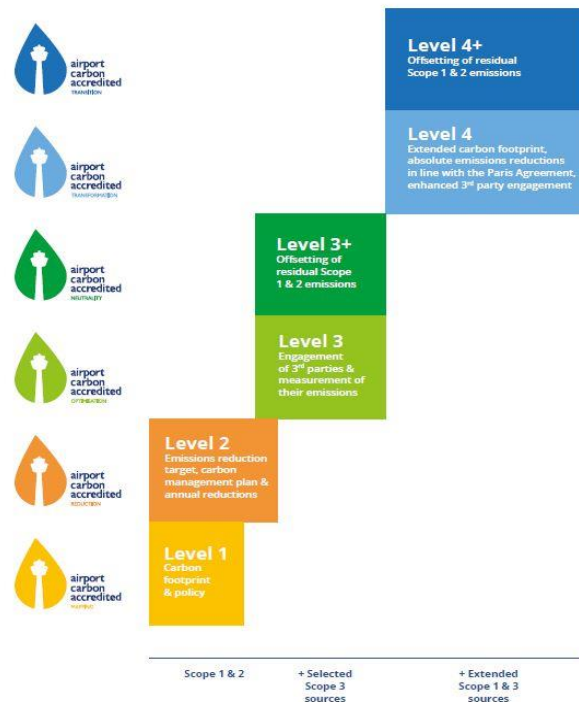 airport
carbon
accredited
TRANSITION
Level 4+
Offsetting of residual
Scope 1 & 2 emissions
airport
carbon
accredited
TRANSFORMATION
Level 4
Extended carbon footprint,
absolute emissions reductions
in line with the Paris Agreement,
enhanced 3rd party engagement
airport
carbon
accredited
NEUTRALITY
Level 3+
Offsetting of
residual Scope
1 & 2 emissions
airport
carbon
accredited
OPTIMISATION
Level 3
Engagement
of 3rd parties &
measurement of
their emissions
airport
carbon
accredited
REDUCTION
Level 2
Emissions reduction
target, carbon
management plan &
annual reductions
airport
carbon
accredited
MAPPING
Level 1
Carbon
footprint
& policy
Scope 1 & 2
+ Selected
Scope 3
sources
+ Extended
Scope 1 & 3
sources